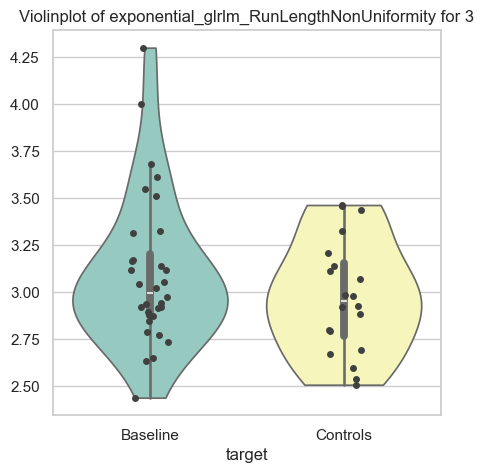 Violinplot of exponential_glrlm_RunLengthNonUniformity for 3
4.25
4.00
3.75
3.50
3.25
3.00
2.75
2.50
Baseline
Controls
target